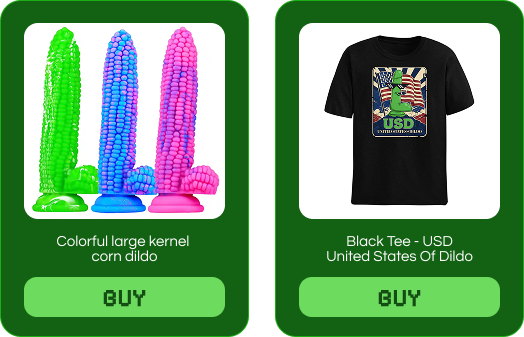 Colorful large kernel
corn dildo
BUY
USD
UNITED STATES OF DILDO
Black Tee - USD
United States Of Dildo
BUY